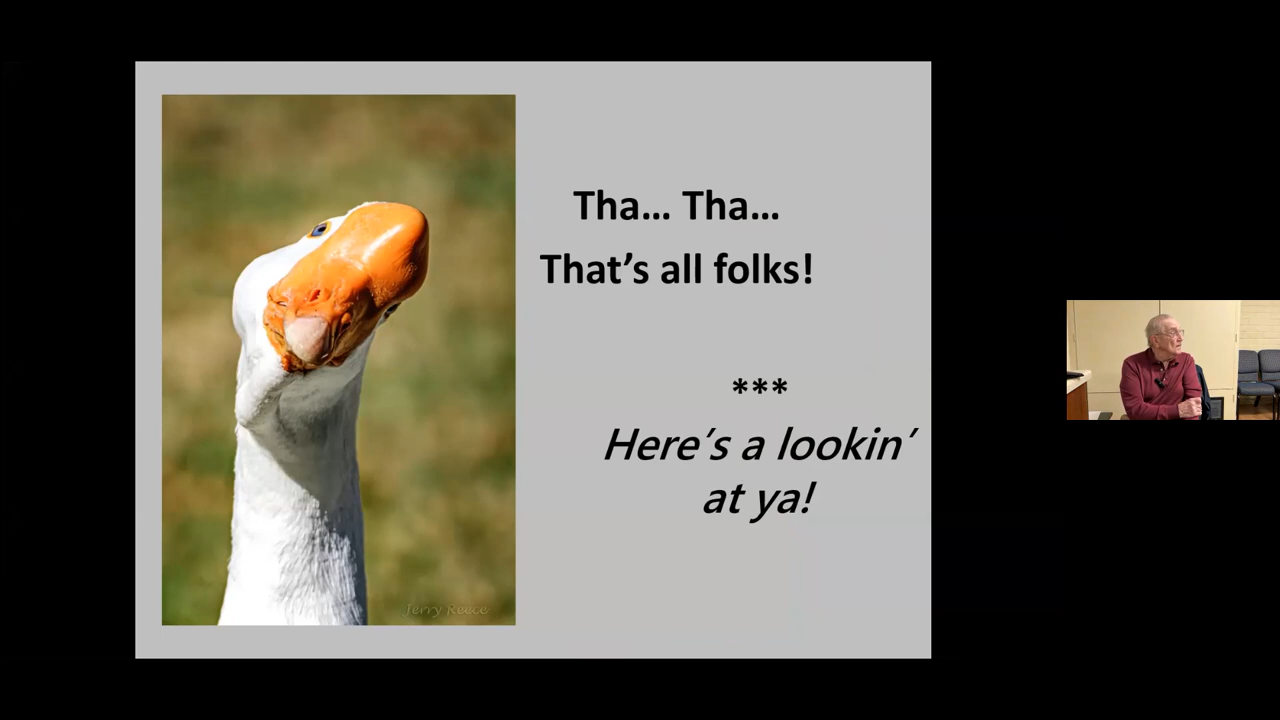 Tha… Tha…
That’s all folks!
***
Here’s a lookin’
at ya!
Jerry Reece